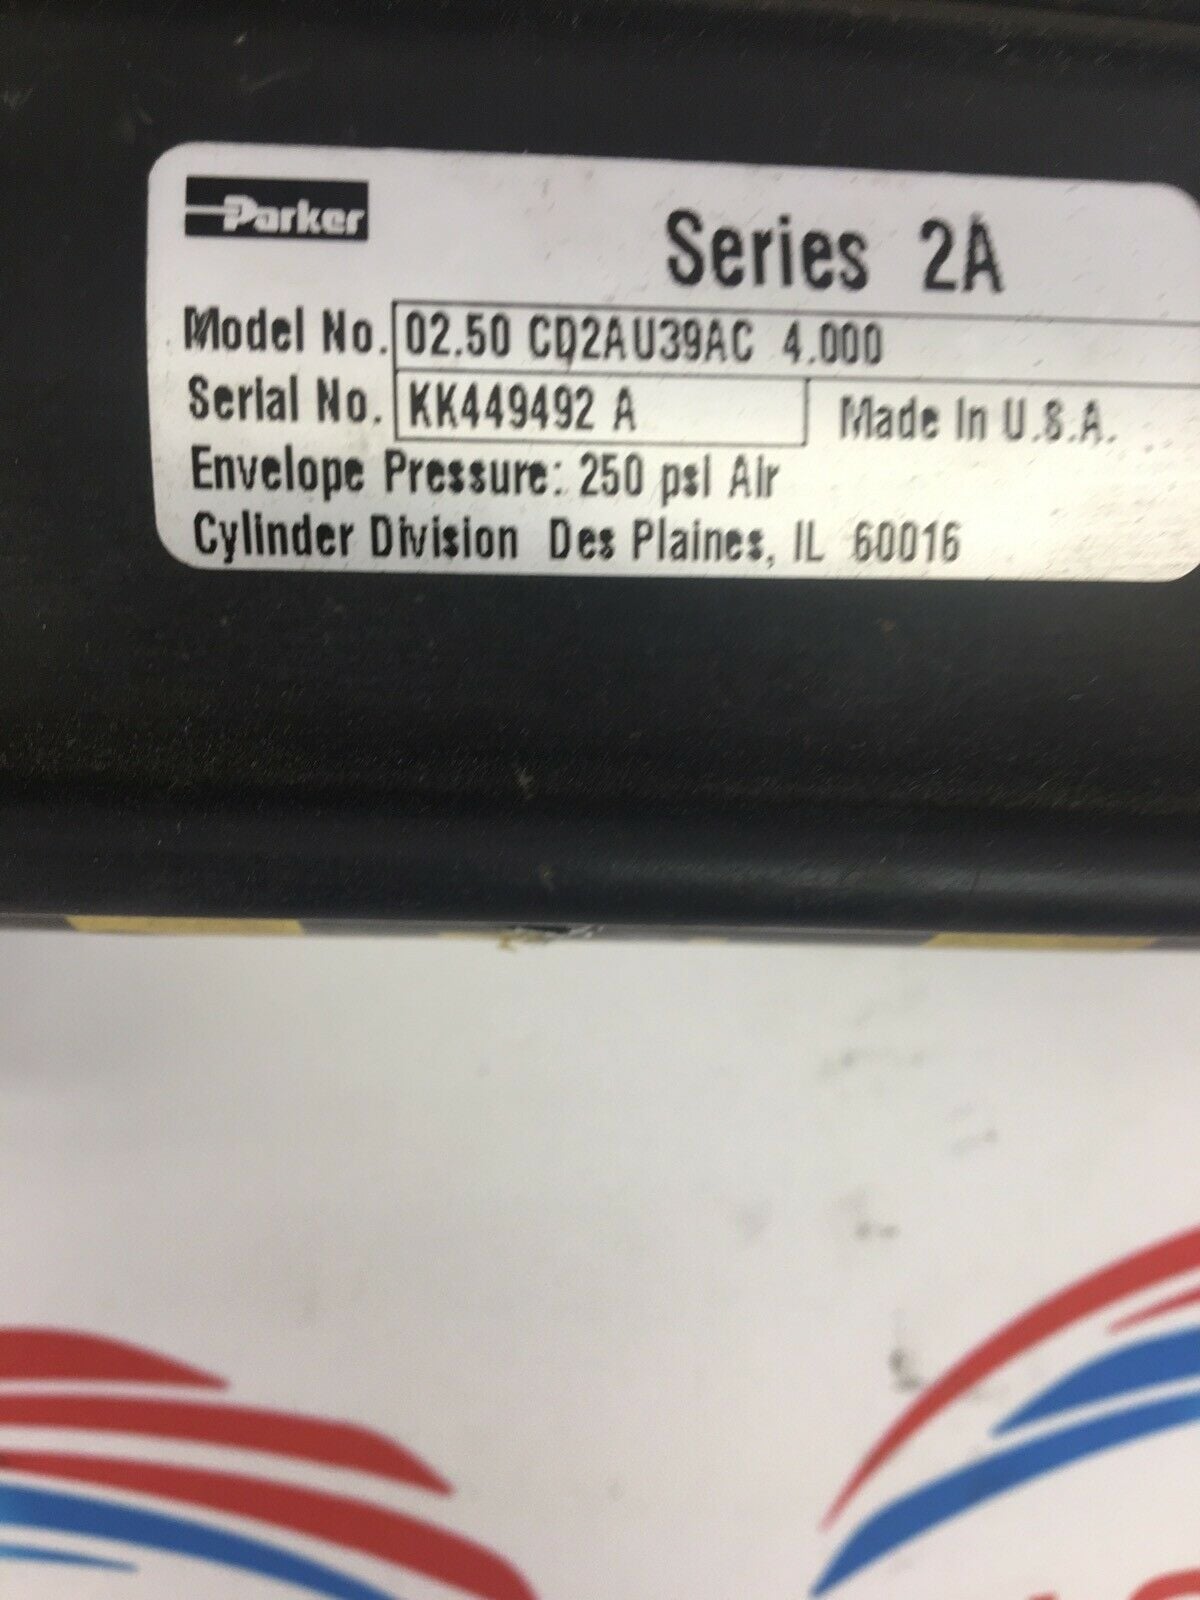 Parker
Series 2A
Model No. 02.50 CD2AU39AC 4.000
Serial No. KK449492 A Made In U.S.A.
Envelope Pressure: 250 psi Air
Cylinder Division Des Plaines, IL 60016